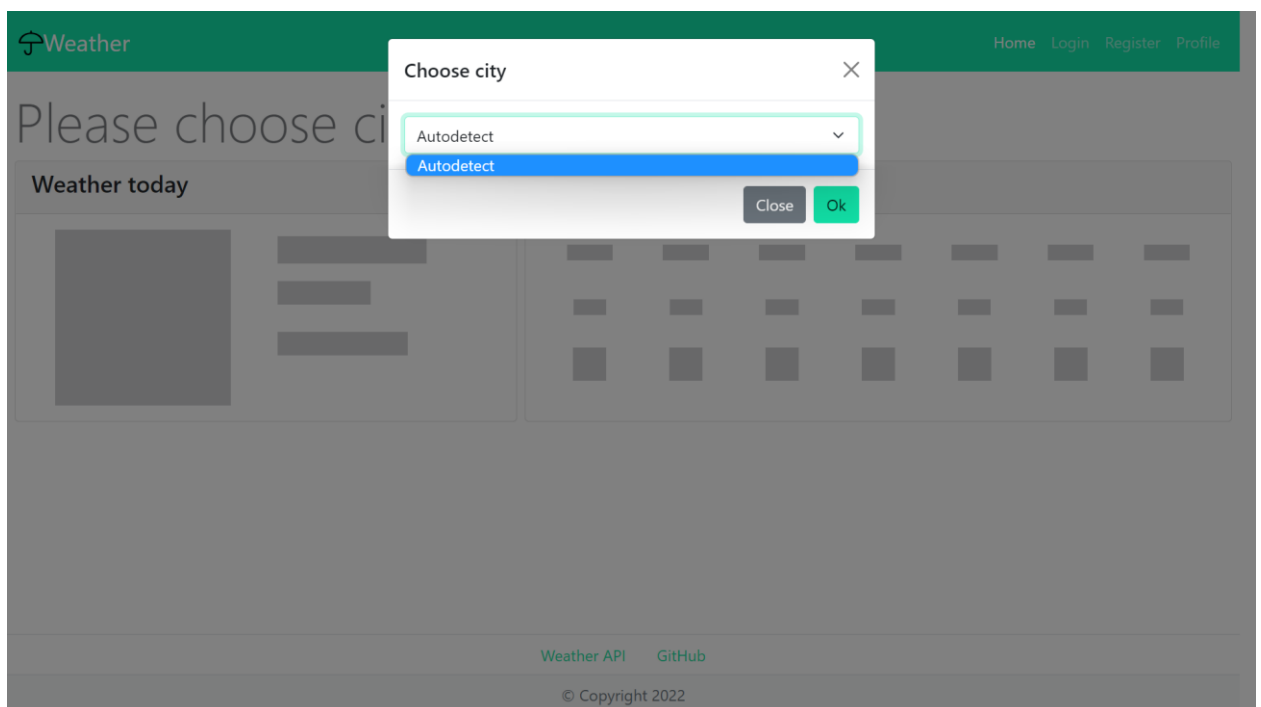 Weather
Home Login Register Profile
Choose city
Please choose ci
Autodetect
Autodetect
Weather today
Close Ok
Weather API GitHub
© Copyright 2022